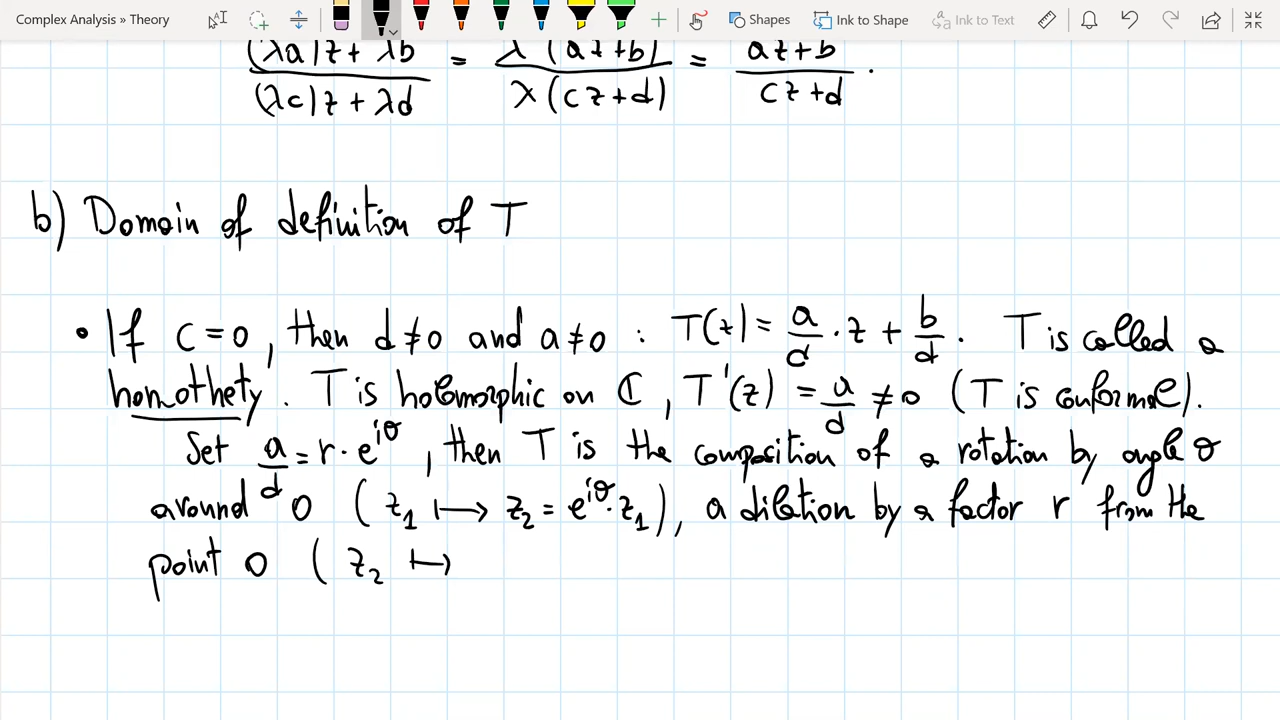 Complex Analysis » Theory
Shapes
Ink to Shape
Ink to Text
(λa)z + λb / (λc)z + λd = λ(az+b) / λ(cz+d) = az+b / cz+d .
b) Domain of definition of T
• If c=0, then d≠0 and a≠0 : T(z) = a/d · z + b/d . T is called a
homothety. T is holomorphic on ℂ, T'(z) = a/d ≠ 0 (T is conformal).
Set a/d = r · e^{iθ}, then T is the composition of a rotation by angle θ
around 0 (z₁ ↦ z₂ = e^{iθ}·z₁), a dilation by a factor r from the
point 0 (z₂ ↦